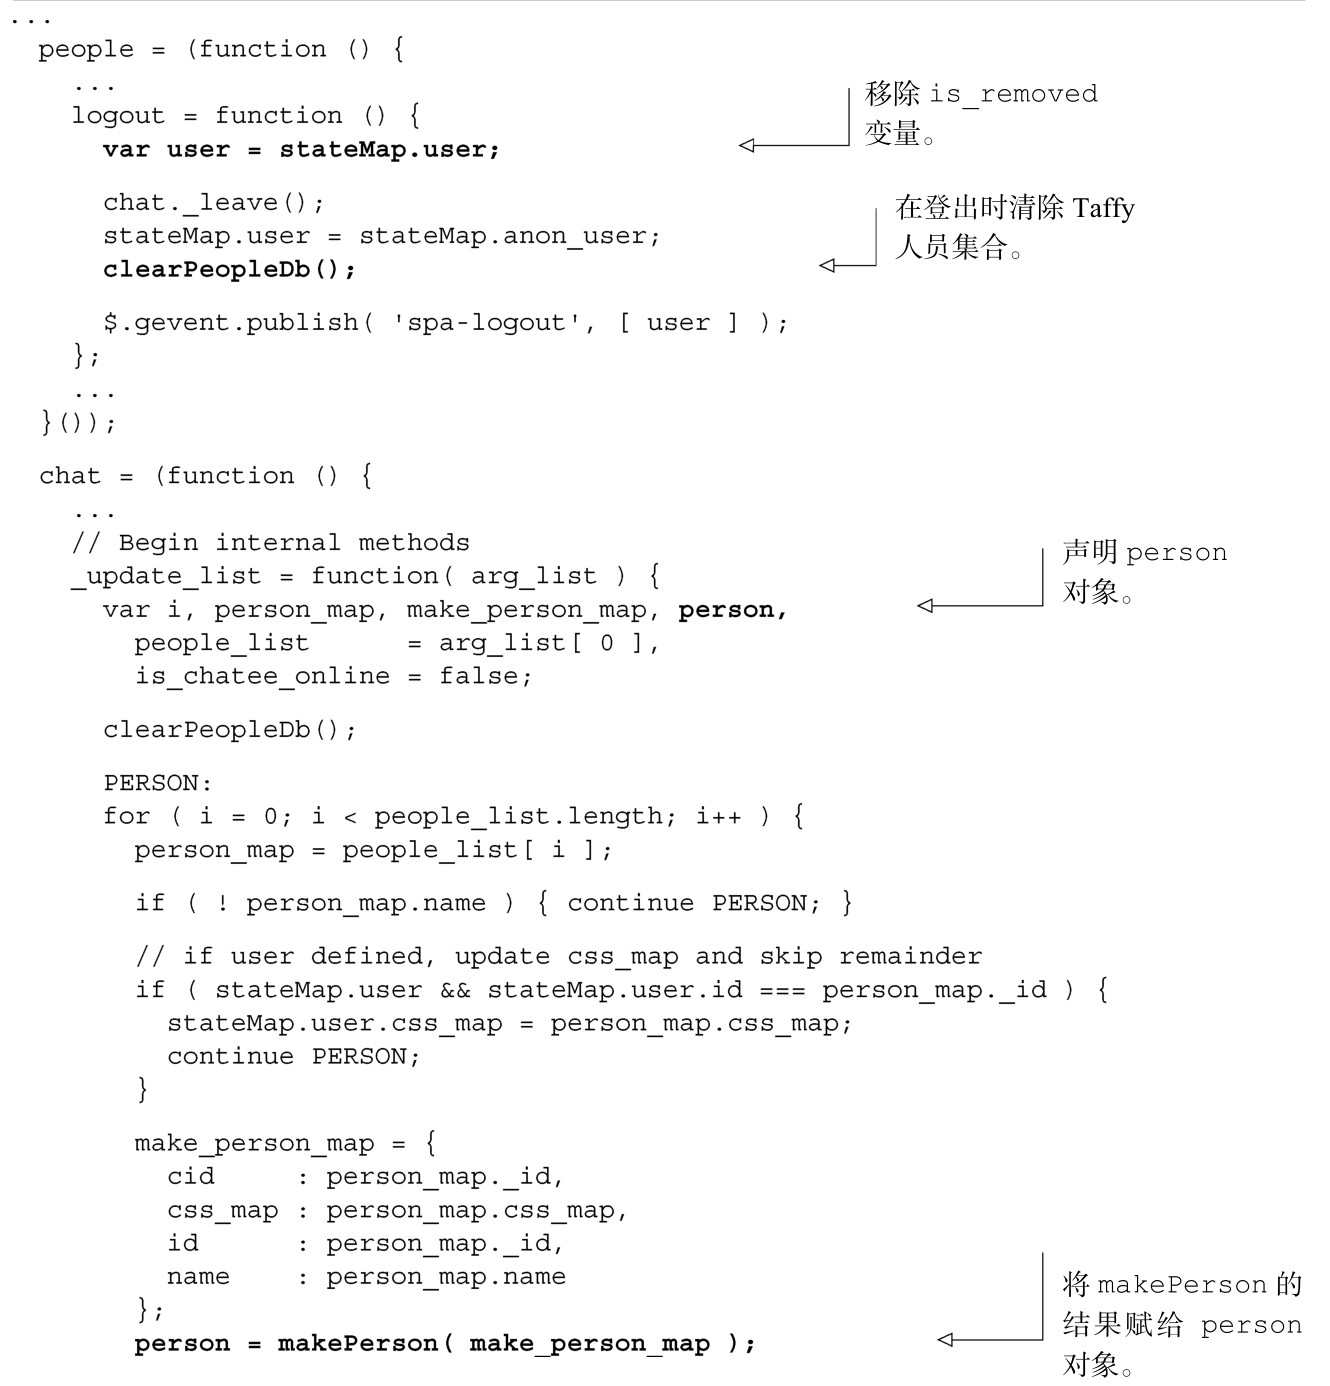 ...
people = (function () {
...
logout = function () {
var user = stateMap.user;
移除 is_removed
变量。
chat._leave();
stateMap.user = stateMap.anon_user;
clearPeopleDb();
在登出时清除 Taffy
人员集合。
$.gevent.publish( 'spa-logout', [ user ] );
};
...
}());
chat = (function () {
...
// Begin internal methods
_update_list = function( arg_list ) {
var i, person_map, make_person_map, person,
声明 person
对象。
people_list      = arg_list[ 0 ],
is_chatee_online = false;
clearPeopleDb();
PERSON:
for ( i = 0; i < people_list.length; i++ ) {
person_map = people_list[ i ];
if ( ! person_map.name ) { continue PERSON; }
// if user defined, update css_map and skip remainder
if ( stateMap.user && stateMap.user.id === person_map._id ) {
stateMap.user.css_map = person_map.css_map;
continue PERSON;
}
make_person_map = {
cid     : person_map._id,
css_map : person_map.css_map,
id      : person_map._id,
name    : person_map.name
};
person = makePerson( make_person_map );
将 makePerson 的
结果赋给 person
对象。